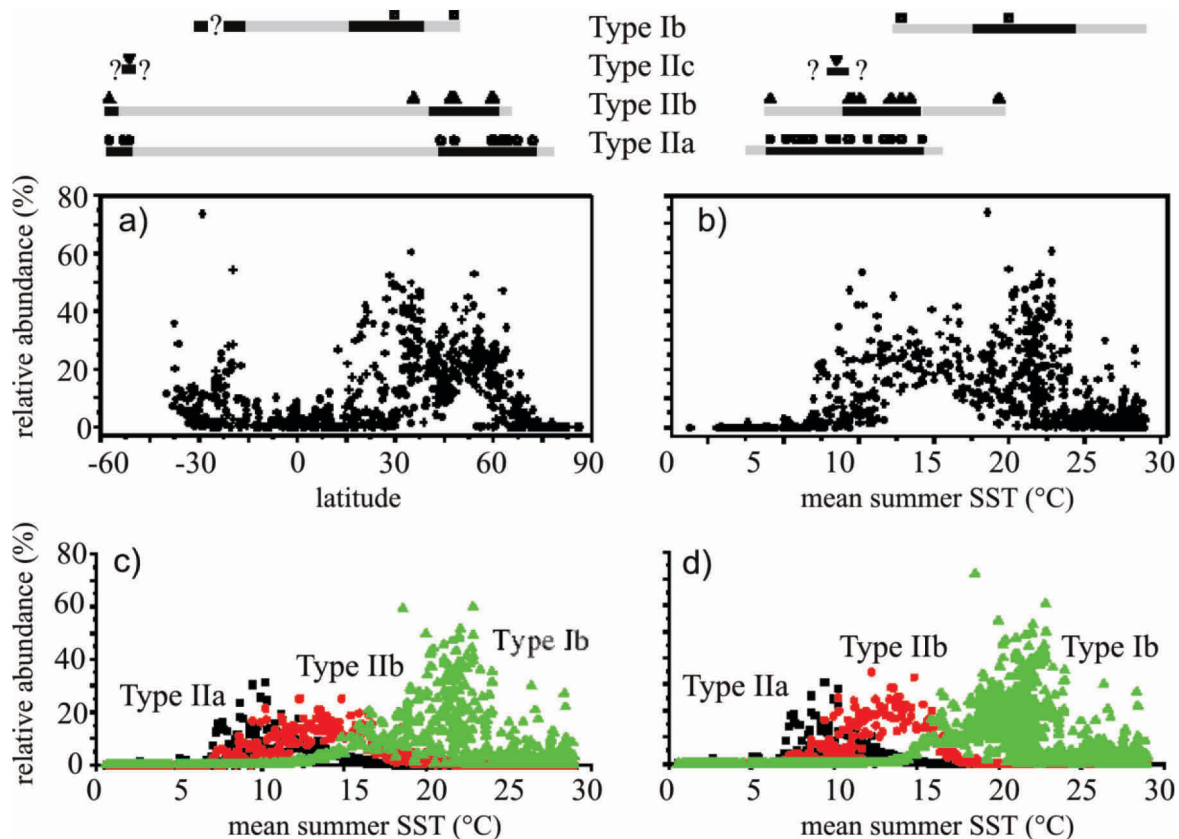 Type Ib
?
Type IIc
? ?
? ?
Type IIb
Type IIa
relative abundance (%)
80
60
40
20
0
a)
-60 -30 0 30 60 90
latitude
b)
0 5 10 15 20 25 30
mean summer SST (°C)
relative abundance (%)
80
60
40
20
0
c)
Type IIa
Type IIb
Type Ib
0 5 10 15 20 25 30
mean summer SST (°C)
d)
Type IIa
Type IIb
Type Ib
0 5 10 15 20 25 30
mean summer SST (°C)